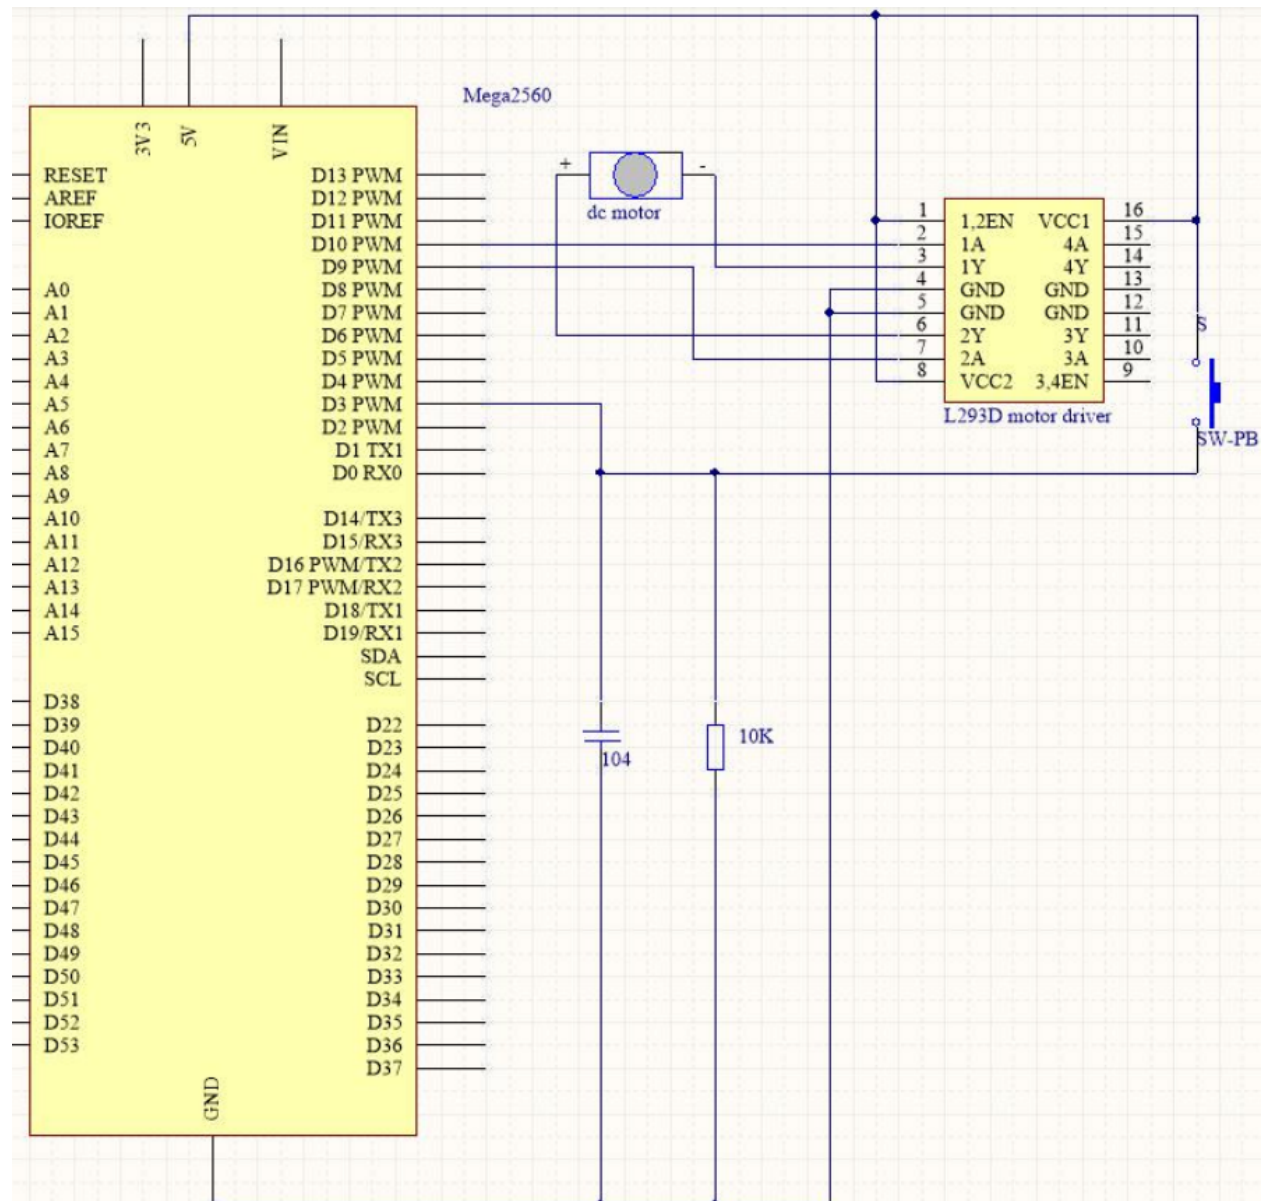 Mega2560
3V3
5V
VIN
RESET
AREF
IOREF
A0
A1
A2
A3
A4
A5
A6
A7
A8
A9
A10
A11
A12
A13
A14
A15
D38
D39
D40
D41
D42
D43
D44
D45
D46
D47
D48
D49
D50
D51
D52
D53
D13 PWM
D12 PWM
D11 PWM
D10 PWM
D9 PWM
D8 PWM
D7 PWM
D6 PWM
D5 PWM
D4 PWM
D3 PWM
D2 PWM
D1 TX1
D0 RX0
D14/TX3
D15/RX3
D16 PWM/TX2
D17 PWM/RX2
D18/TX1
D19/RX1
SDA
SCL
D22
D23
D24
D25
D26
D27
D28
D29
D30
D31
D32
D33
D34
D35
D36
D37
GND
+ -
dc motor
1 1,2EN VCC1 16
2 1A 4A 15
3 1Y 4Y 14
4 GND GND 13
5 GND GND 12
6 2Y 3Y 11
7 2A 3A 10
8 VCC2 3,4EN 9
L293D motor driver
S
SW-PB
104
10K